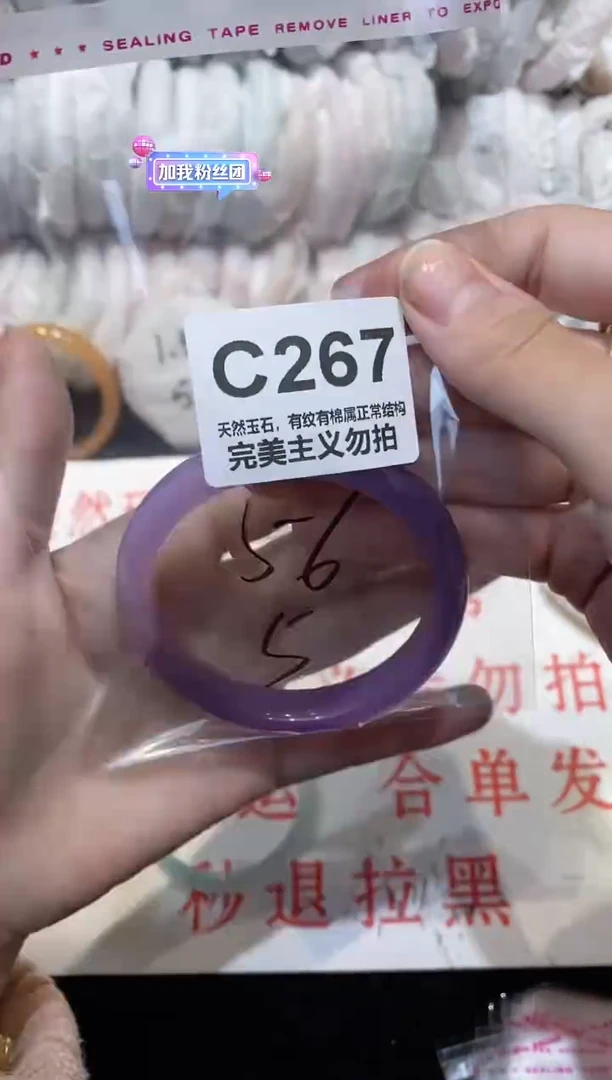 SEALING TAPE REMOVE LINER TO EXPO
加我粉丝团
C267
天然玉石，有纹有棉属正常结构
完美主义勿拍
56
5
勿拍
合单发
秒退拉黑